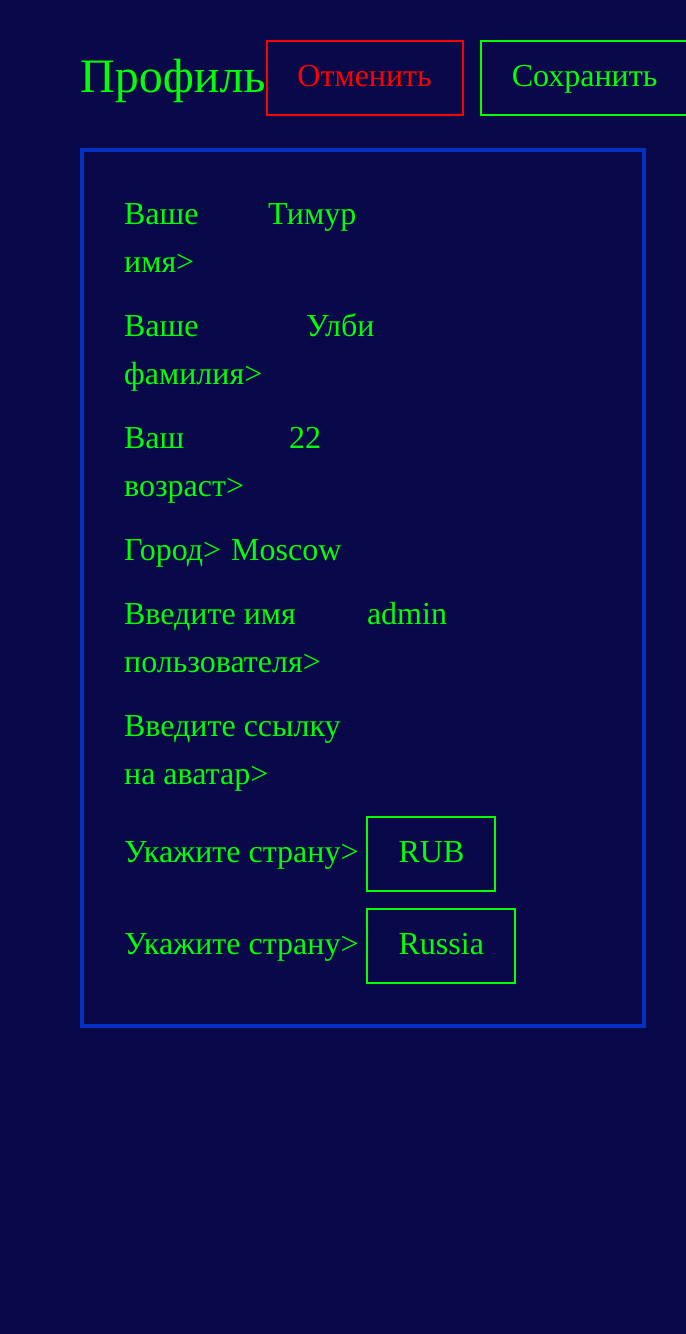 Профиль Отменить Сохранить
Ваше Тимур
имя>
Ваше Улби
фамилия>
Ваш 22
возраст>
Город> Moscow
Введите имя admin
пользователя>
Введите ссылку
на аватар>
Укажите страну> RUB
Укажите страну> Russia